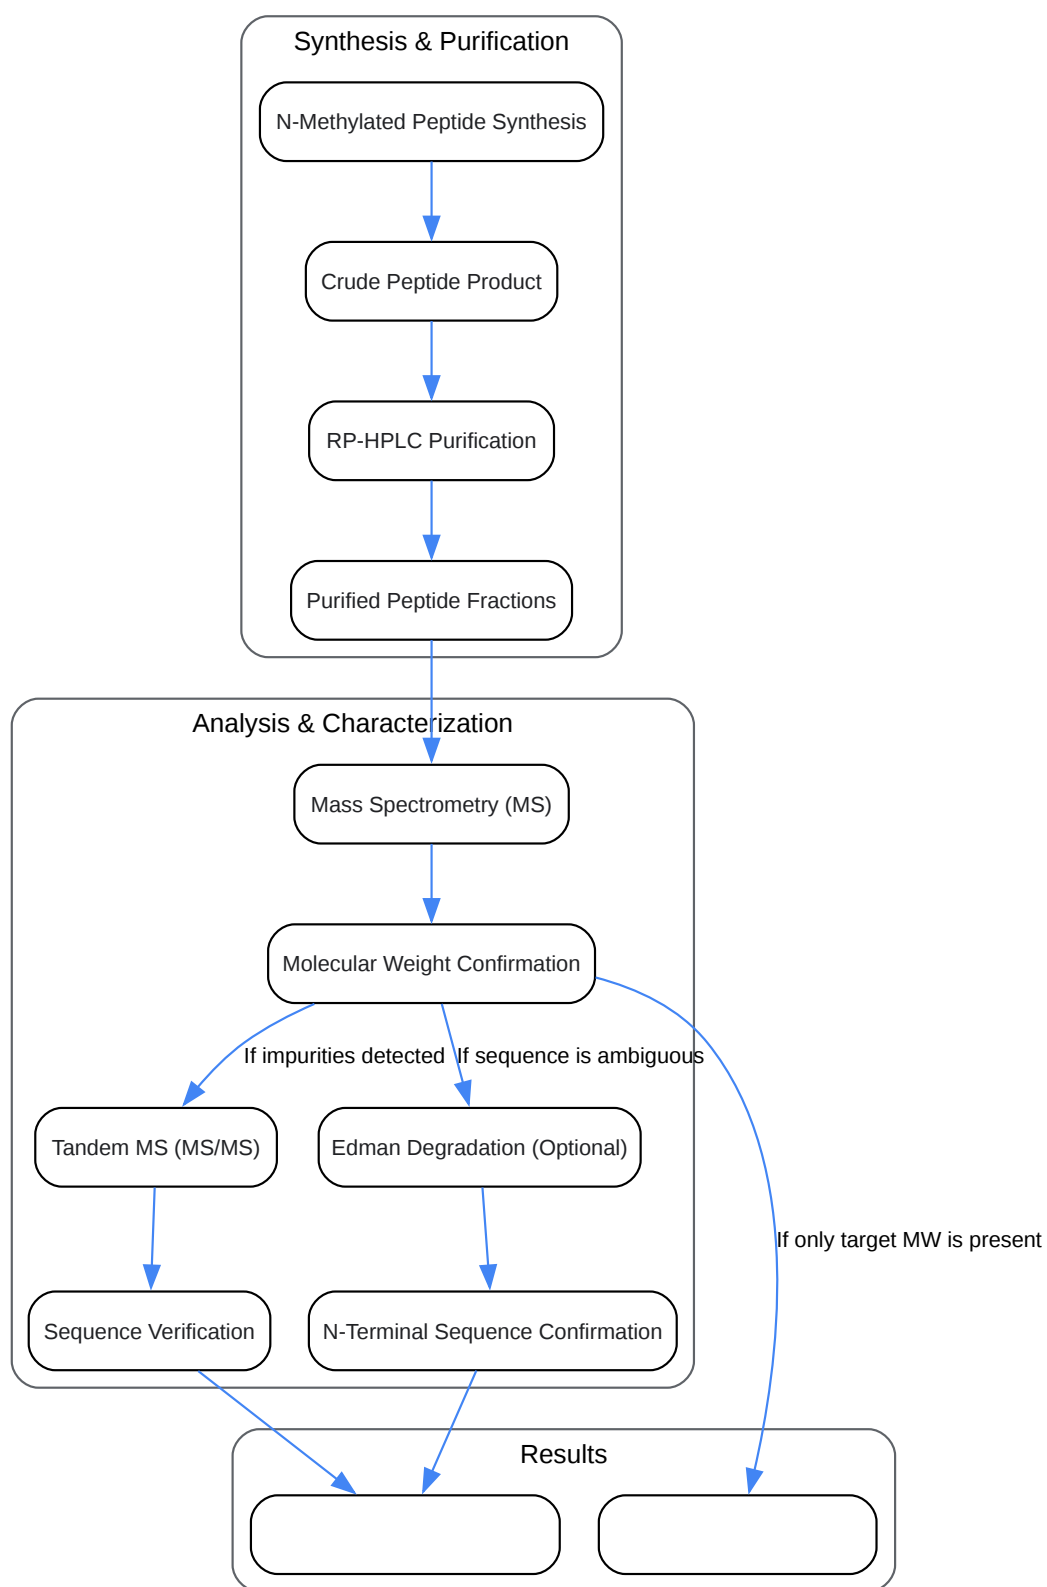 Synthesis & Purification
N-Methylated Peptide Synthesis
Crude Peptide Product
RP-HPLC Purification
Purified Peptide Fractions
Analysis & Characterization
Mass Spectrometry (MS)
Molecular Weight Confirmation
If impurities detected
If sequence is ambiguous
Tandem MS (MS/MS)
Edman Degradation (Optional)
If only target MW is present
Sequence Verification
N-Terminal Sequence Confirmation
Results